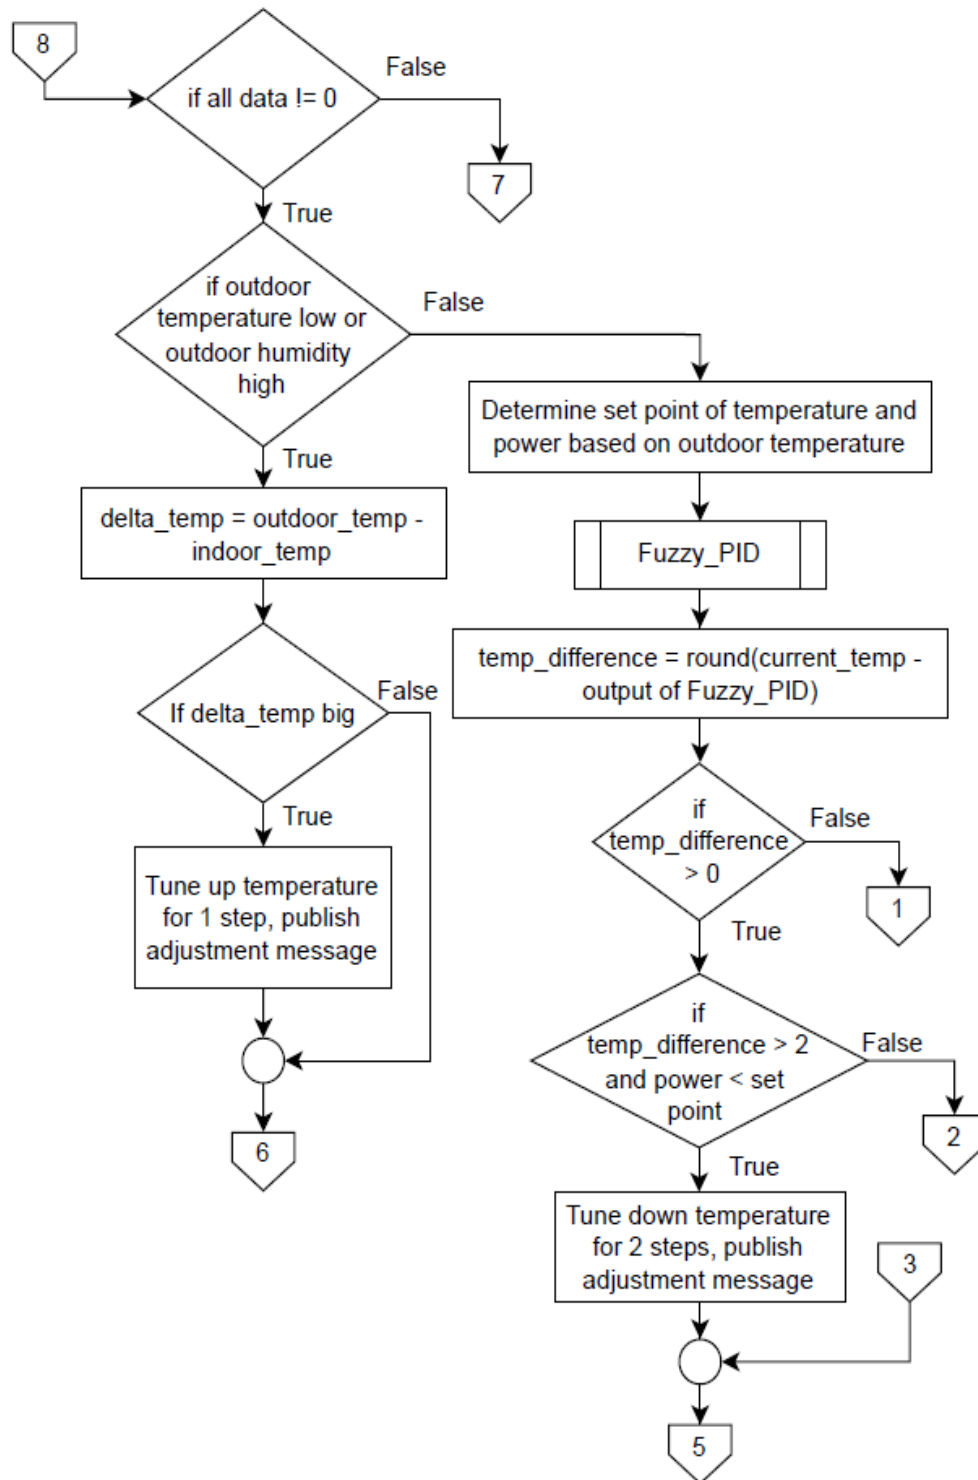 8
False
if all data != 0
7
True
if outdoor
temperature low or
outdoor humidity
high
False
True
Determine set point of temperature and
power based on outdoor temperature
delta_temp = outdoor_temp -
indoor_temp
Fuzzy_PID
temp_difference = round(current_temp -
output of Fuzzy_PID)
If delta_temp big
False
True
Tune up temperature
for 1 step, publish
adjustment message
6
if
temp_difference
> 0
False
1
True
if
temp_difference > 2
and power < set
point
False
2
True
Tune down temperature
for 2 steps, publish
adjustment message
3
5